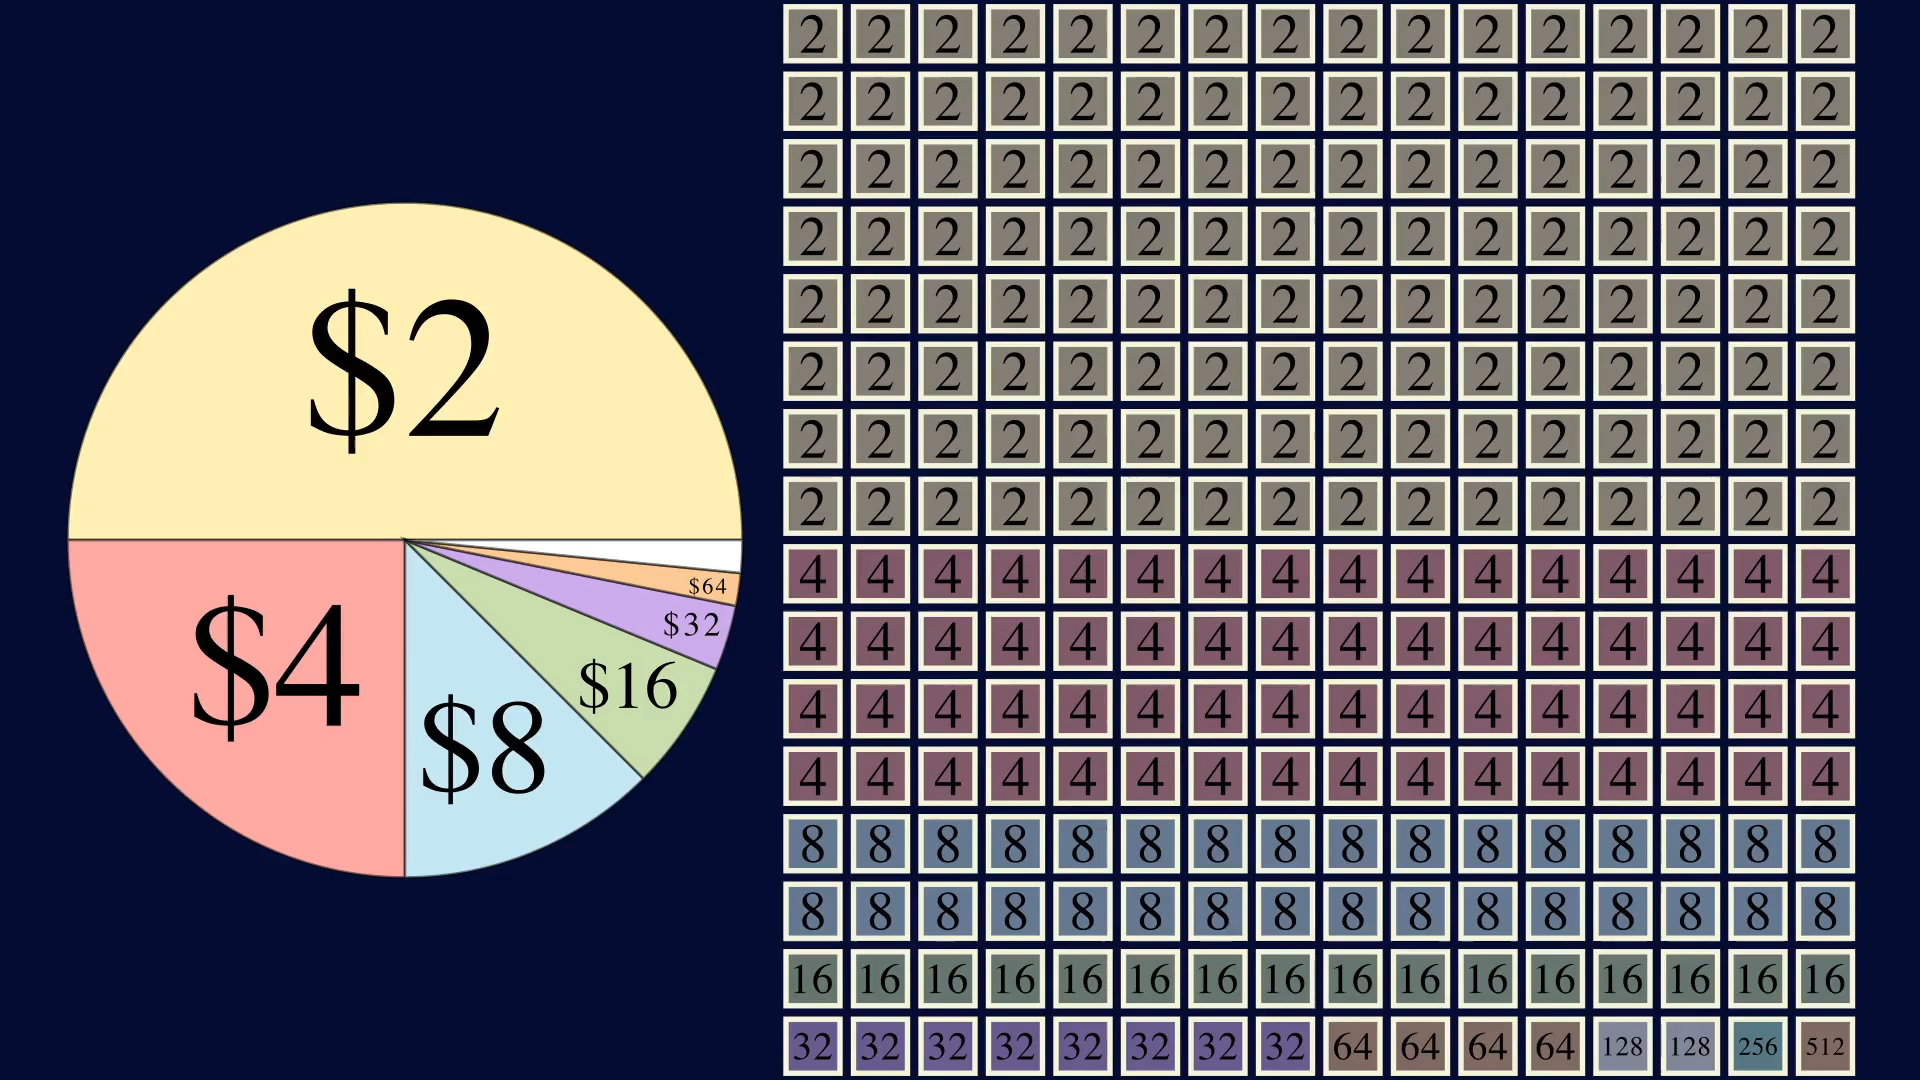 $2
$4
$8
$16
$32
$64
2 2 2 2 2 2 2 2 2 2 2 2 2 2 2 2
2 2 2 2 2 2 2 2 2 2 2 2 2 2 2 2
2 2 2 2 2 2 2 2 2 2 2 2 2 2 2 2
2 2 2 2 2 2 2 2 2 2 2 2 2 2 2 2
2 2 2 2 2 2 2 2 2 2 2 2 2 2 2 2
2 2 2 2 2 2 2 2 2 2 2 2 2 2 2 2
2 2 2 2 2 2 2 2 2 2 2 2 2 2 2 2
2 2 2 2 2 2 2 2 2 2 2 2 2 2 2 2
4 4 4 4 4 4 4 4 4 4 4 4 4 4 4 4
4 4 4 4 4 4 4 4 4 4 4 4 4 4 4 4
4 4 4 4 4 4 4 4 4 4 4 4 4 4 4 4
4 4 4 4 4 4 4 4 4 4 4 4 4 4 4 4
8 8 8 8 8 8 8 8 8 8 8 8 8 8 8 8
8 8 8 8 8 8 8 8 8 8 8 8 8 8 8 8
16 16 16 16 16 16 16 16 16 16 16 16 16 16 16 16
32 32 32 32 32 32 32 32 64 64 64 64 128 128 256 512